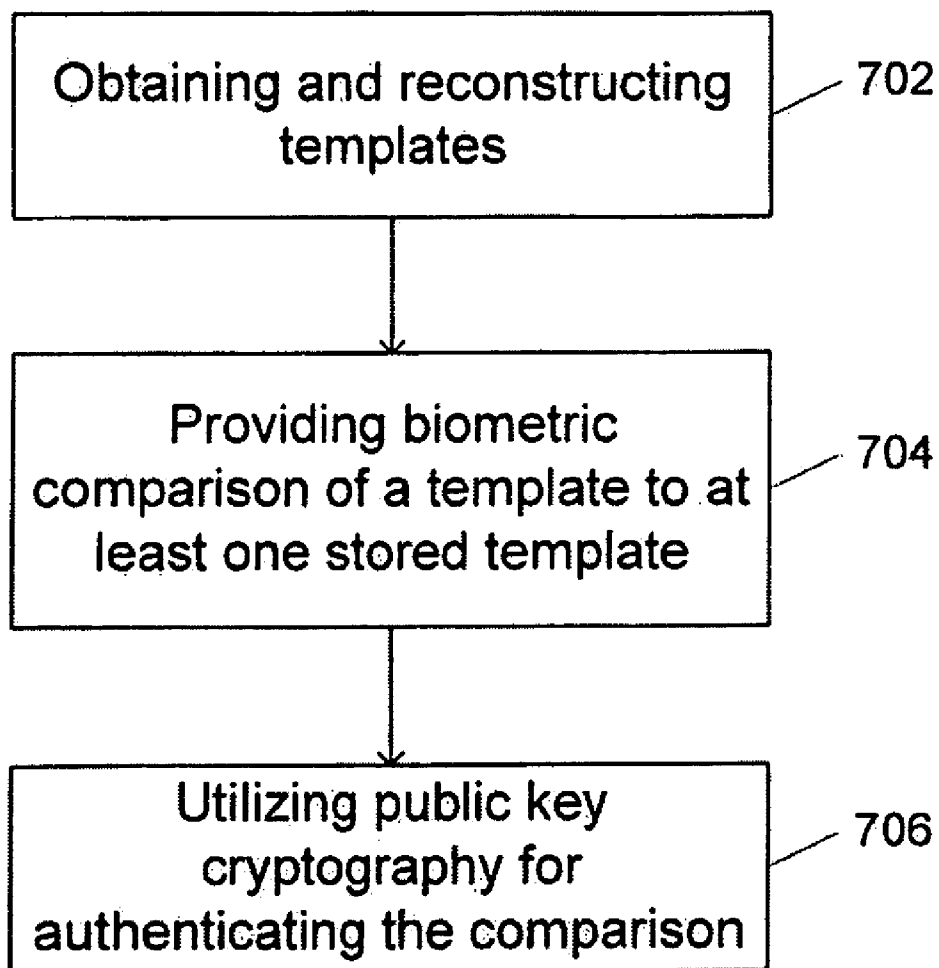 Obtaining and reconstructing
templates
702
Providing biometric
comparison of a template to at
least one stored template
704
Utilizing public key
cryptography for
authenticating the comparison
706